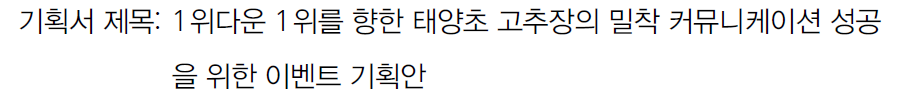 기획서 제목: 1위다운 1위를 향한 태양초 고추장의 밀착 커뮤니케이션 성공
을 위한 이벤트 기획안